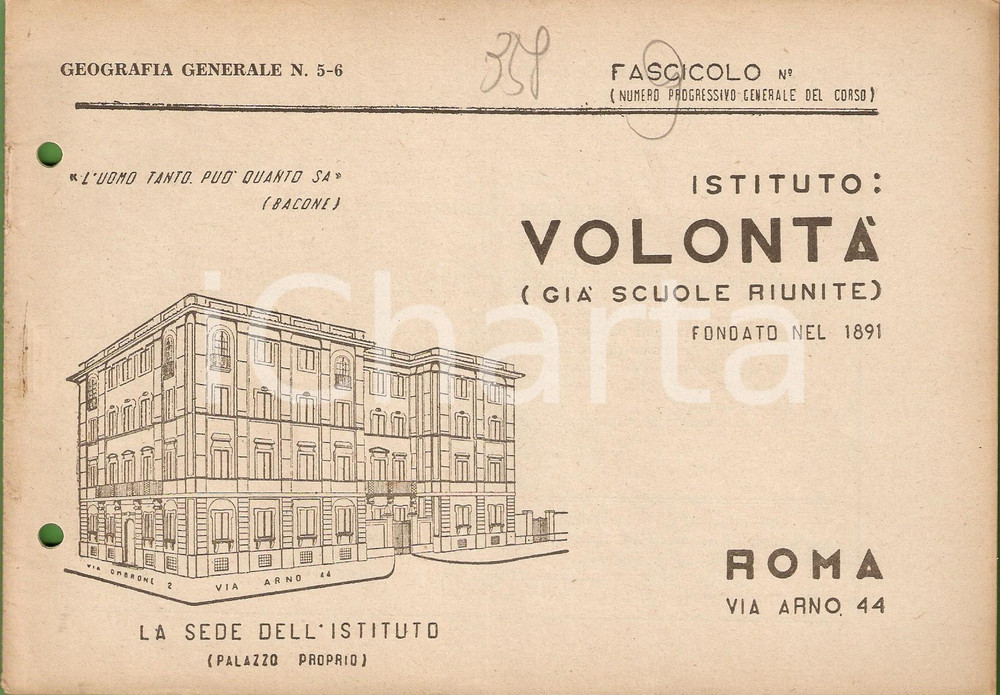 GEOGRAFIA GENERALE N. 5-6
FASCICOLO Nº
(NUMERO PROGRESSIVO GENERALE DEL CORSO)
9
«L'UOMO TANTO. PUO' QUANTO SA»
(BACONE)
ISTITUTO:
VOLONTÀ
(GIA' SCUOLE RIUNITE)
FONDATO NEL 1891
iCharta
VIA OMBRONE 2 VIA ARNO 44
LA SEDE DELL'ISTITUTO
(PALAZZO PROPRIO)
ROMA
VIA ARNO. 44